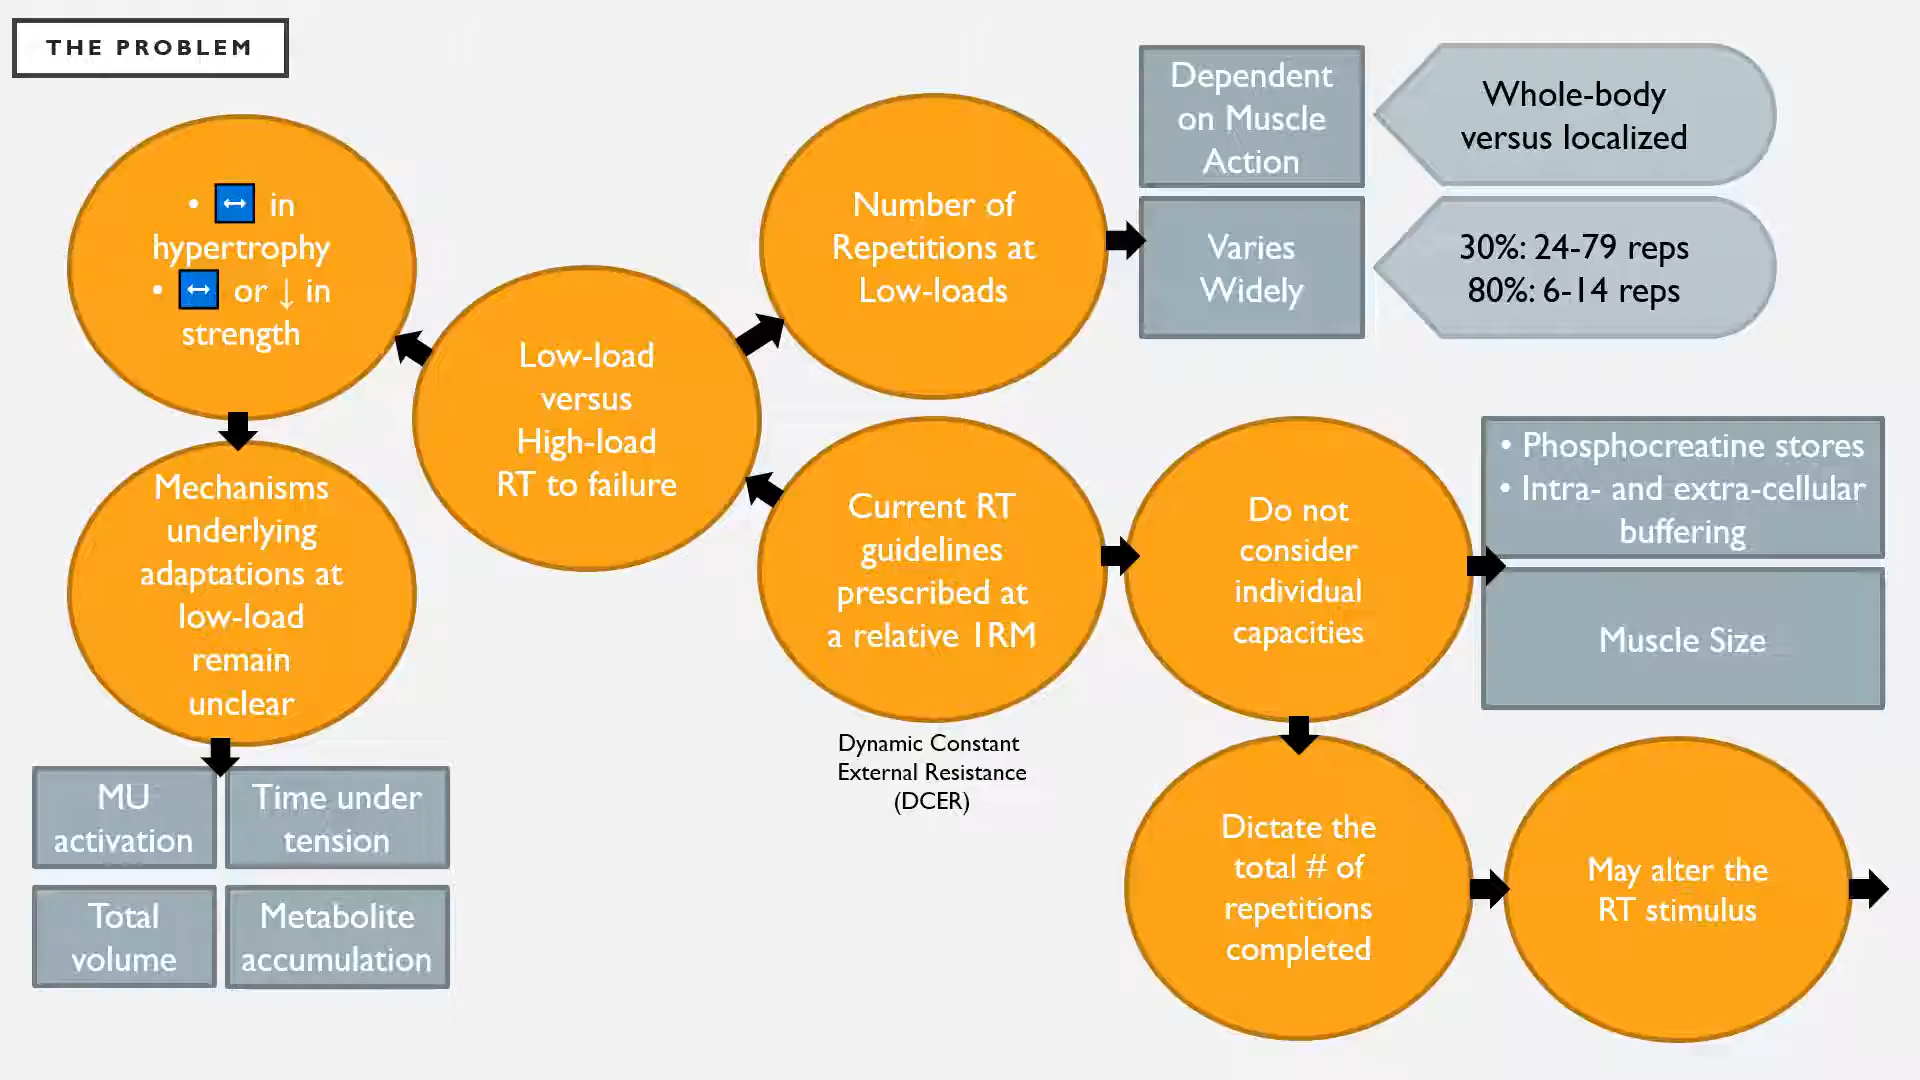 THE PROBLEM
• ↔ in
hypertrophy
• ↔ or ↓ in
strength
Mechanisms
underlying
adaptations at
low-load
remain
unclear
MU
activation
Time under
tension
Total
volume
Metabolite
accumulation
Low-load
versus
High-load
RT to failure
Number of
Repetitions at
Low-loads
Dependent
on Muscle
Action
Whole-body
versus localized
Varies
Widely
30%: 24-79 reps
80%: 6-14 reps
Current RT
guidelines
prescribed at
a relative 1RM
Dynamic Constant
External Resistance
(DCER)
Do not
consider
individual
capacities
• Phosphocreatine stores
• Intra- and extra-cellular
buffering
Muscle Size
Dictate the
total # of
repetitions
completed
May alter the
RT stimulus